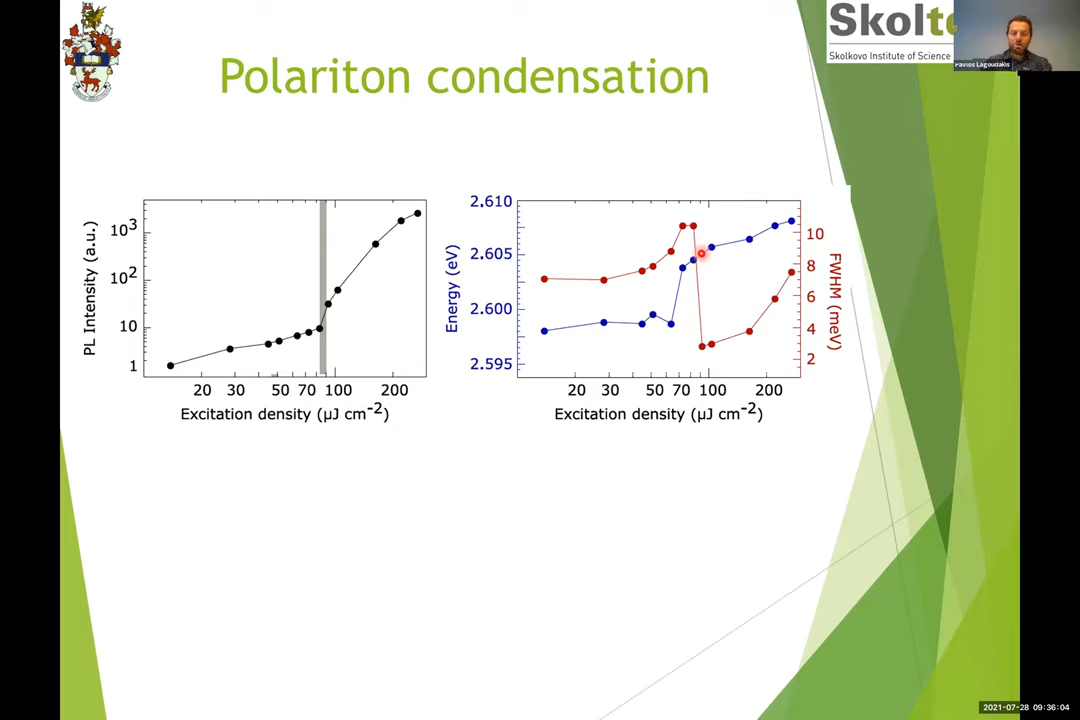 Skolt
Skolkovo Institute of Science
Pavlos Lagoudakis
Polariton condensation
PL Intensity (a.u.)
10³
10²
10
1
20 30 50 70 100 200
Excitation density (μJ cm⁻²)
Energy (eV)
2.610
2.605
2.600
2.595
20 30 50 70 100 200
Excitation density (μJ cm⁻²)
10
8
6
4
2
FWHM (meV)
2021-07-28 09:36:04